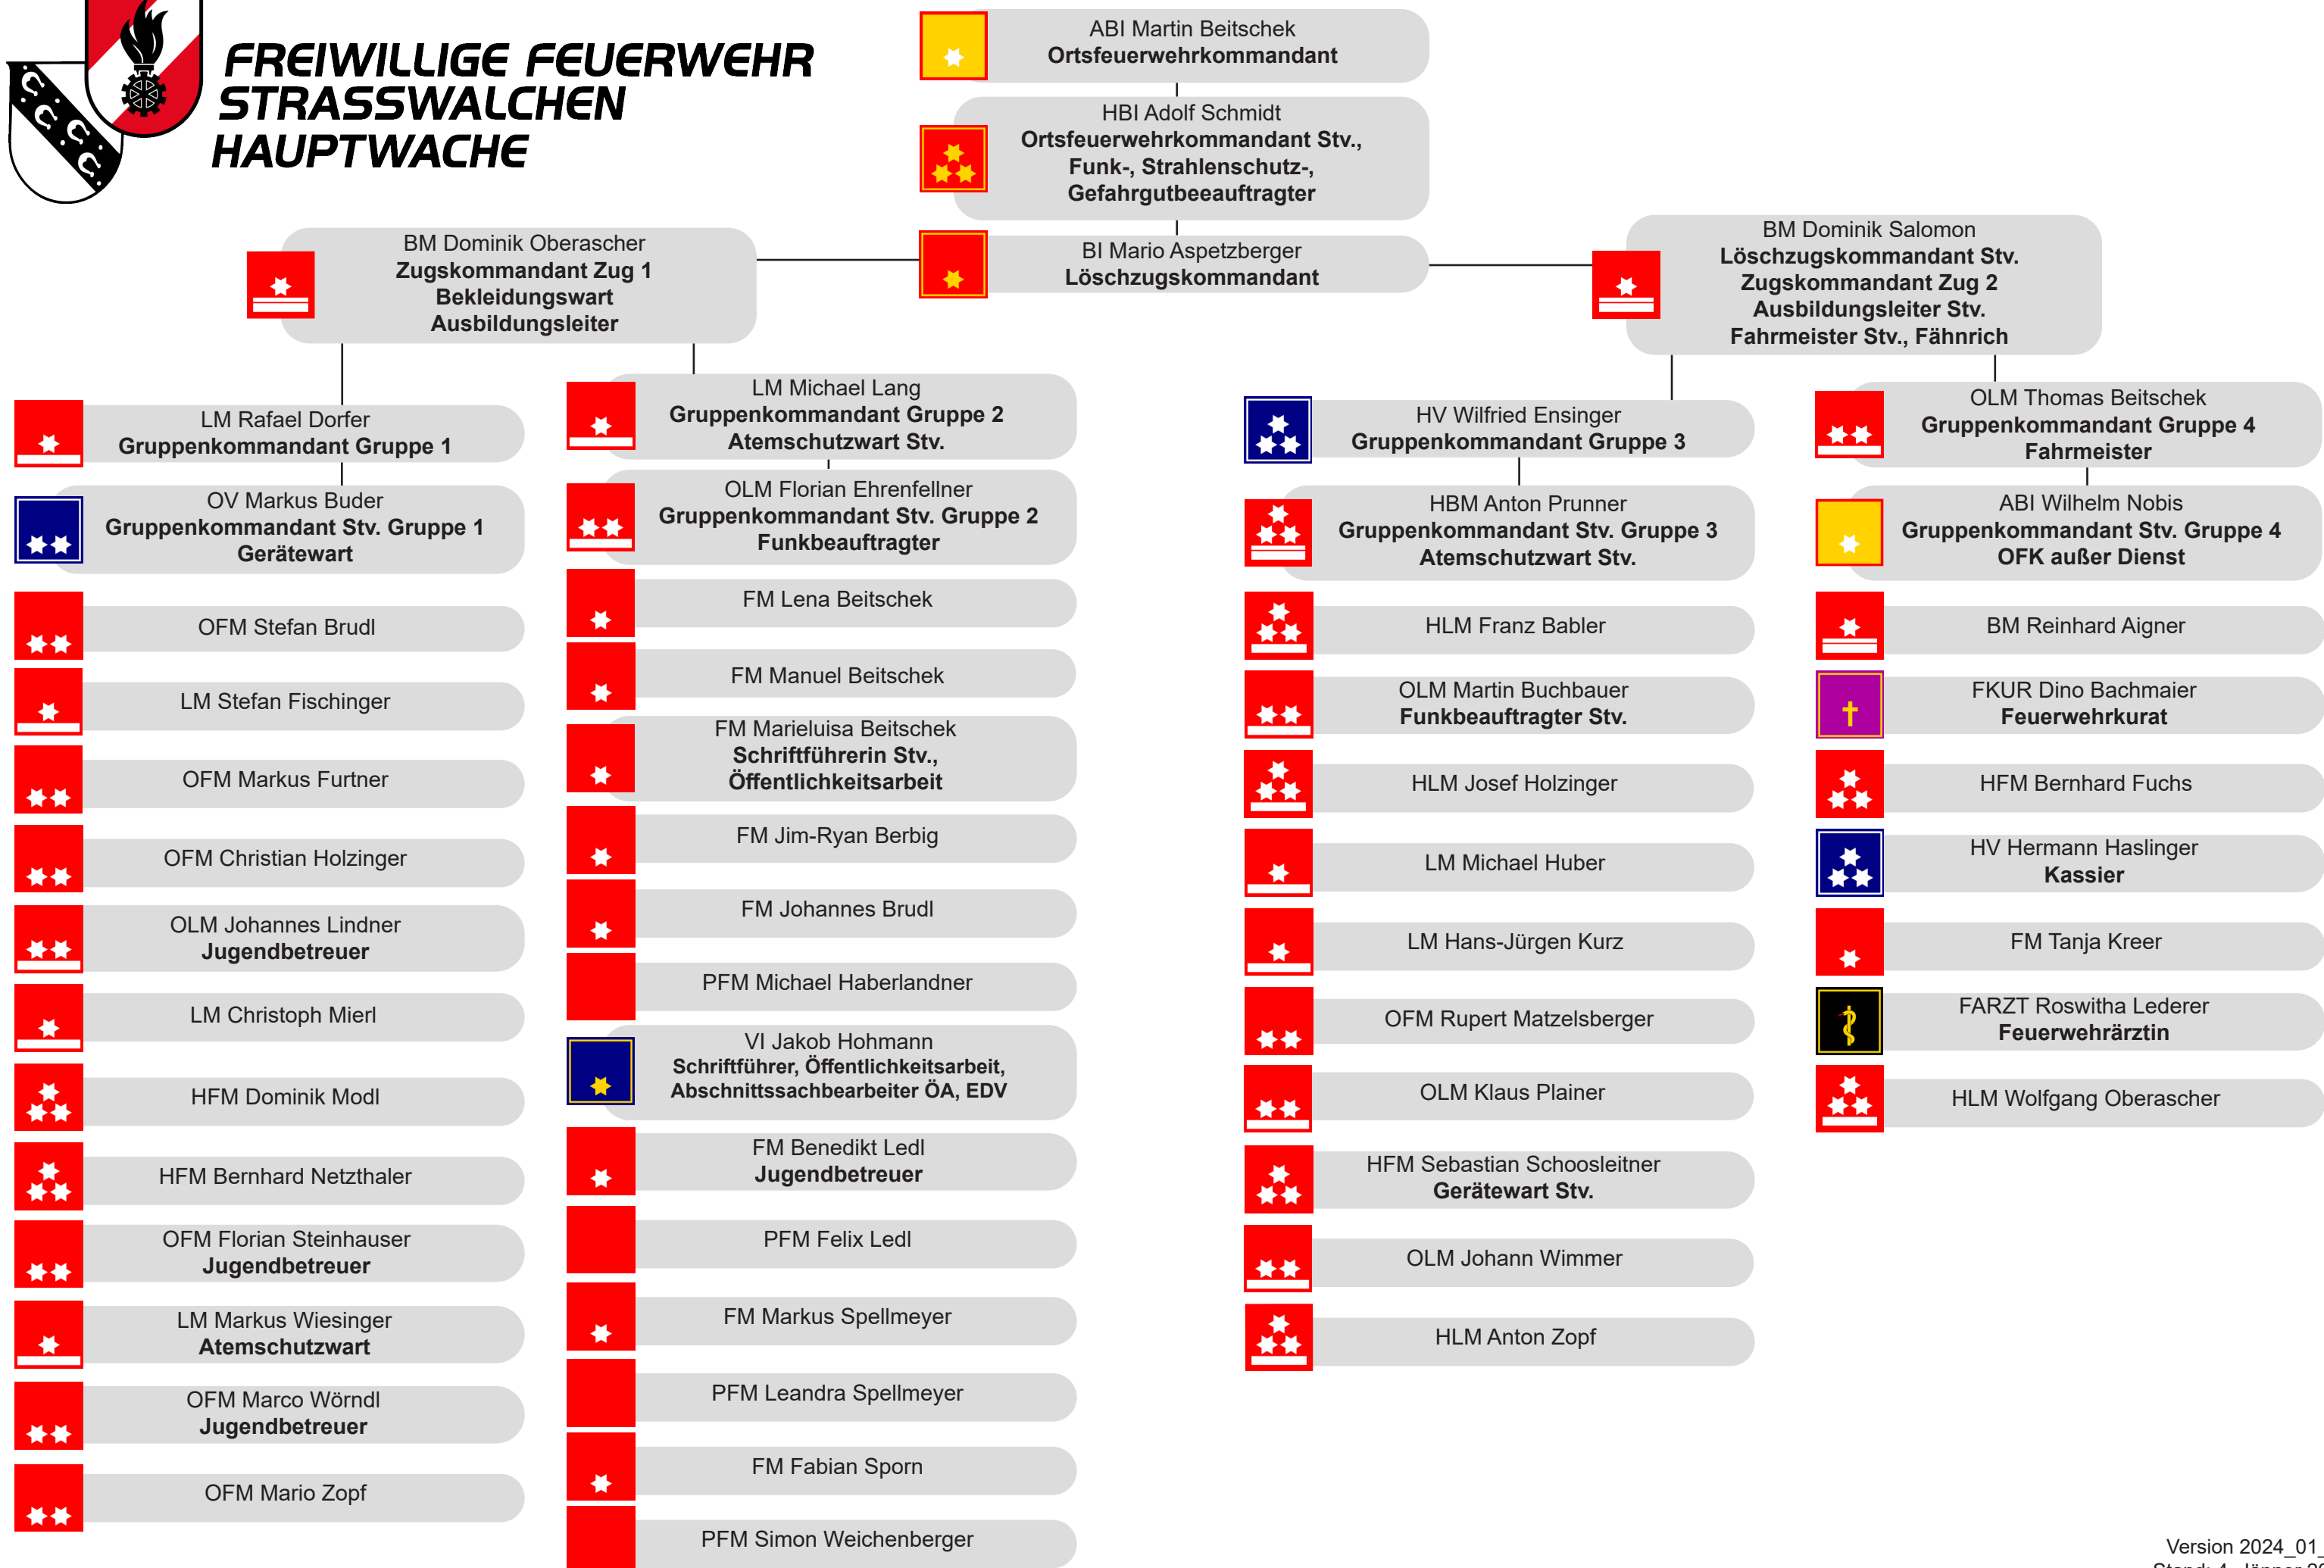 FREIWILLIGE FEUERWEHR
STRASSWALCHEN
HAUPTWACHE
ABI Martin Beitschek
Ortsfeuerwehrkommandant
HBI Adolf Schmidt
Ortsfeuerwehrkommandant Stv.,
Funk-, Strahlenschutz-,
Gefahrgutbeeauftragter
BI Mario Aspetzberger
Löschzugskommandant
BM Dominik Oberascher
Zugskommandant Zug 1
Bekleidungswart
Ausbildungsleiter
BM Dominik Salomon
Löschzugskommandant Stv.
Zugskommandant Zug 2
Ausbildungsleiter Stv.
Fahrmeister Stv., Fähnrich
LM Rafael Dorfer
Gruppenkommandant Gruppe 1
OV Markus Buder
Gruppenkommandant Stv. Gruppe 1
Gerätewart
OFM Stefan Brudl
LM Stefan Fischinger
OFM Markus Furtner
OFM Christian Holzinger
OLM Johannes Lindner
Jugendbetreuer
LM Christoph Mierl
HFM Dominik Modl
HFM Bernhard Netzthaler
OFM Florian Steinhauser
Jugendbetreuer
LM Markus Wiesinger
Atemschutzwart
OFM Marco Wörndl
Jugendbetreuer
OFM Mario Zopf
LM Michael Lang
Gruppenkommandant Gruppe 2
Atemschutzwart Stv.
OLM Florian Ehrenfellner
Gruppenkommandant Stv. Gruppe 2
Funkbeauftragter
FM Lena Beitschek
FM Manuel Beitschek
FM Marieluisa Beitschek
Schriftführerin Stv.,
Öffentlichkeitsarbeit
FM Jim-Ryan Berbig
FM Johannes Brudl
PFM Michael Haberlandner
VI Jakob Hohmann
Schriftführer, Öffentlichkeitsarbeit,
Abschnittssachbearbeiter ÖA, EDV
FM Benedikt Ledl
Jugendbetreuer
PFM Felix Ledl
FM Markus Spellmeyer
PFM Leandra Spellmeyer
FM Fabian Sporn
PFM Simon Weichenberger
HV Wilfried Ensinger
Gruppenkommandant Gruppe 3
HBM Anton Prunner
Gruppenkommandant Stv. Gruppe 3
Atemschutzwart Stv.
HLM Franz Babler
OLM Martin Buchbauer
Funkbeauftragter Stv.
HLM Josef Holzinger
LM Michael Huber
LM Hans-Jürgen Kurz
OFM Rupert Matzelsberger
OLM Klaus Plainer
HFM Sebastian Schoosleitner
Gerätewart Stv.
OLM Johann Wimmer
HLM Anton Zopf
OLM Thomas Beitschek
Gruppenkommandant Gruppe 4
Fahrmeister
ABI Wilhelm Nobis
Gruppenkommandant Stv. Gruppe 4
OFK außer Dienst
BM Reinhard Aigner
FKUR Dino Bachmaier
Feuerwehrkurat
HFM Bernhard Fuchs
HV Hermann Haslinger
Kassier
FM Tanja Kreer
FARZT Roswitha Lederer
Feuerwehrärztin
HLM Wolfgang Oberascher
Version 2024_01_
Stand: 4. Jänner